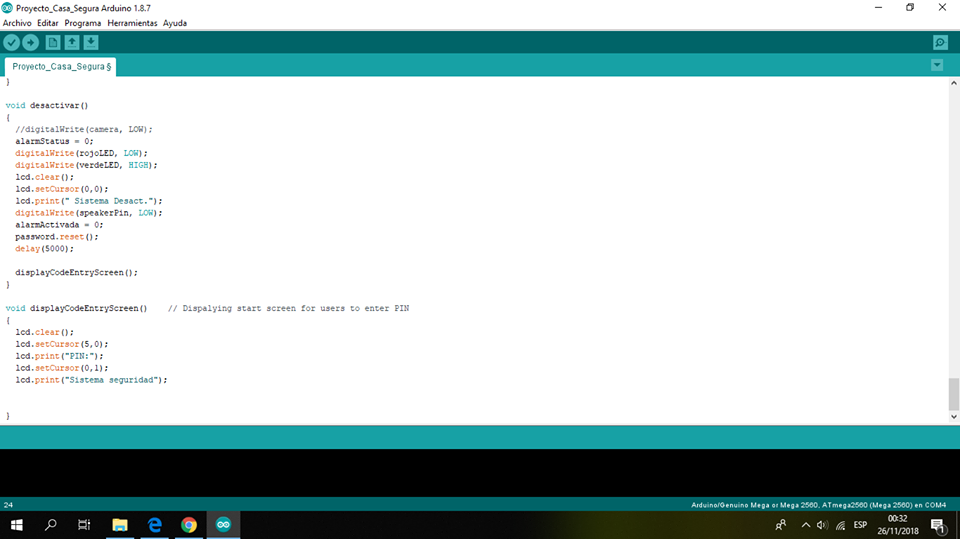 Proyecto_Casa_Segura Arduino 1.8.7
Archivo Editar Programa Herramientas Ayuda
Proyecto_Casa_Segura §
}
void desactivar()
{
//digitalWrite(camera, LOW);
alarmStatus = 0;
digitalWrite(rojoLED, LOW);
digitalWrite(verdeLED, HIGH);
lcd.clear();
lcd.setCursor(0,0);
lcd.print(" Sistema Desact.");
digitalWrite(speakerPin, LOW);
alarmActivada = 0;
password.reset();
delay(5000);
displayCodeEntryScreen();
}
void displayCodeEntryScreen() // Dispalying start screen for users to enter PIN
{
lcd.clear();
lcd.setCursor(5,0);
lcd.print("PIN:");
lcd.setCursor(0,1);
lcd.print("Sistema seguridad");
}
24 Arduino/Genuino Mega or Mega 2560, ATmega2560 (Mega 2560) en COM4
ESP 00:32
26/11/2018 1